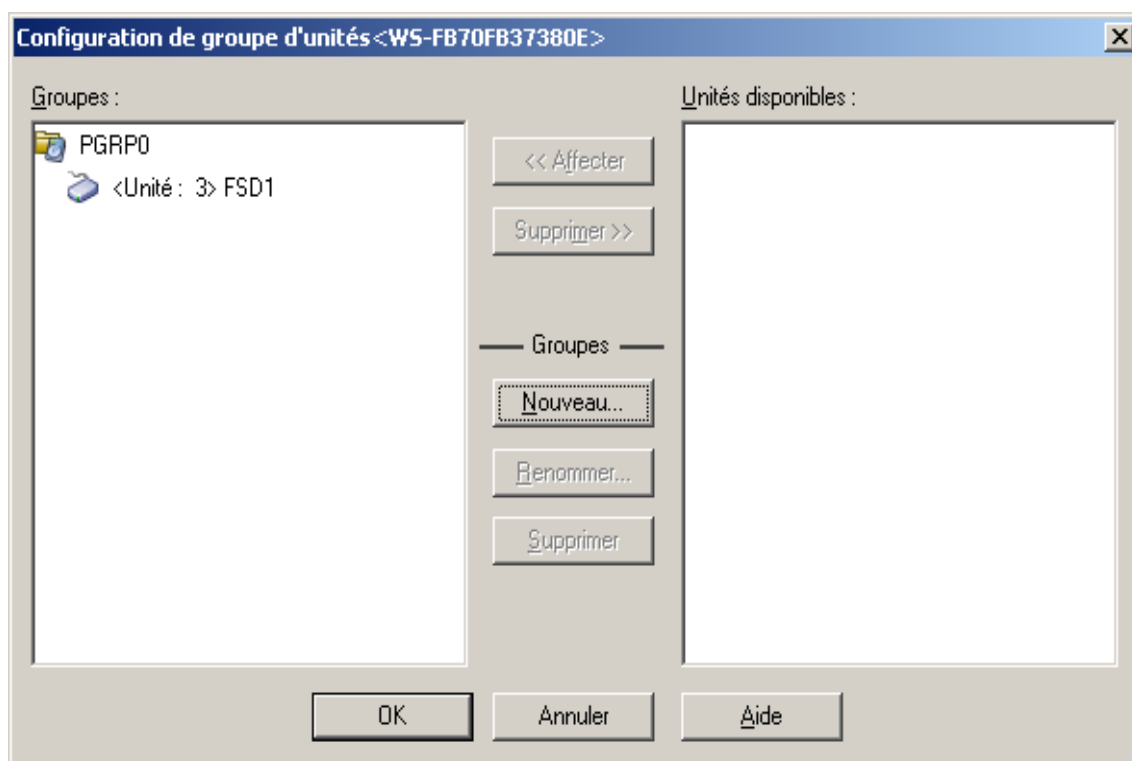 Configuration de groupe d'unités<WS-FB70FB37380E>
Groupes :
Unités disponibles :
PGRP0
<Unité :  3> FSD1
<< Affecter
Supprimer >>
Groupes
Nouveau...
Renommer...
Supprimer
OK
Annuler
Aide